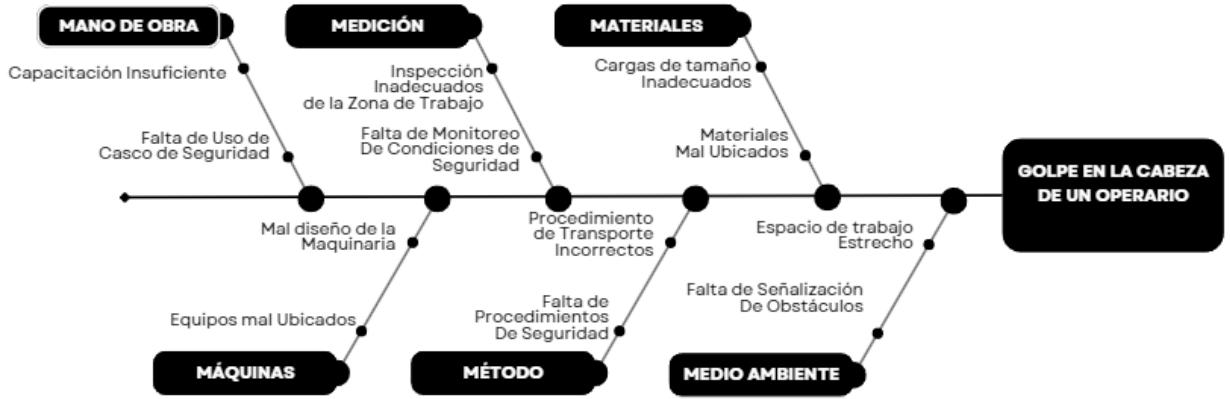 MANO DE OBRA
MEDICIÓN
MATERIALES
Capacitación Insuficiente
Inspección
Inadecuados
de la Zona de Trabajo
Cargas de tamaño
Inadecuados
Falta de Uso de
Casco de Seguridad
Falta de Monitoreo
De Condiciones de
Seguridad
Materiales
Mal Ubicados
GOLPE EN LA CABEZA
DE UN OPERARIO
Mal diseño de la
Maquinaria
Procedimiento
de Transporte
Incorrectos
Espacio de trabajo
Estrecho
Equipos mal Ubicados
Falta de
Procedimientos
De Seguridad
Falta de Señalización
De Obstáculos
MÁQUINAS
MÉTODO
MEDIO AMBIENTE